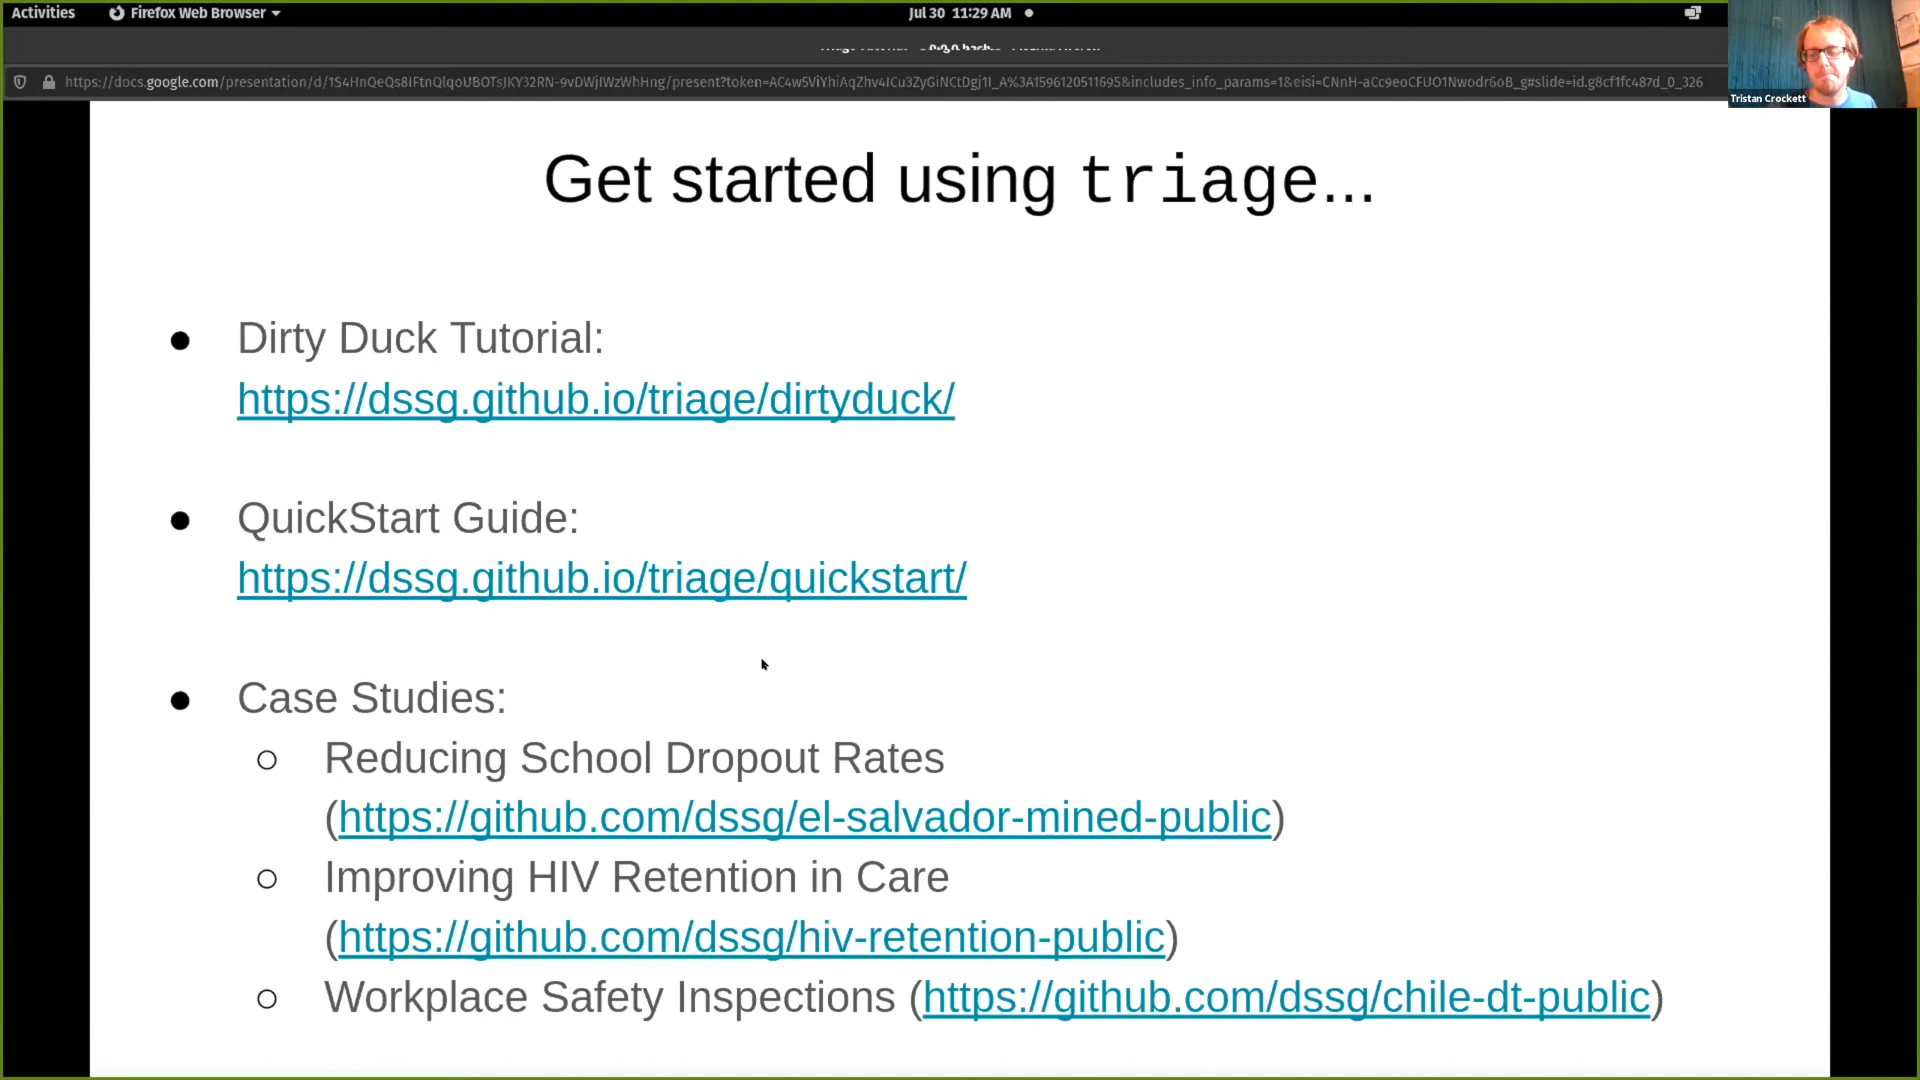 Activities
Firefox Web Browser
Jul 30 11:29 AM
Tristan Crockett
Get started using triage...
● Dirty Duck Tutorial:
https://dssg.github.io/triage/dirtyduck/
● QuickStart Guide:
https://dssg.github.io/triage/quickstart/
● Case Studies:
○ Reducing School Dropout Rates
(https://github.com/dssg/el-salvador-mined-public)
○ Improving HIV Retention in Care
(https://github.com/dssg/hiv-retention-public)
○ Workplace Safety Inspections (https://github.com/dssg/chile-dt-public)